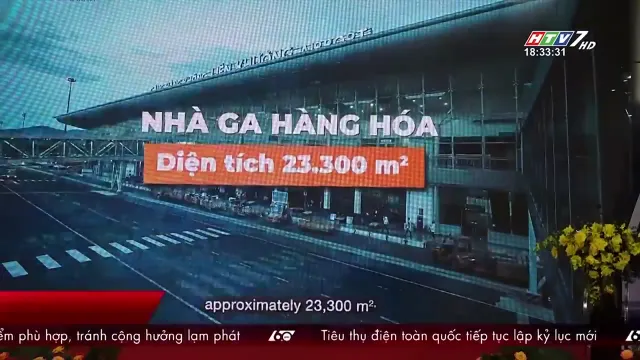 HTV7 HD
18:33:31
NHÀ GA HÀNG HÓA
Diện tích 23.300 m²
approximately 23,300 m².
ểm phù hợp, tránh cộng hưởng lạm phát 60 Tiêu thụ điện toàn quốc tiếp tục lập kỷ lục mới